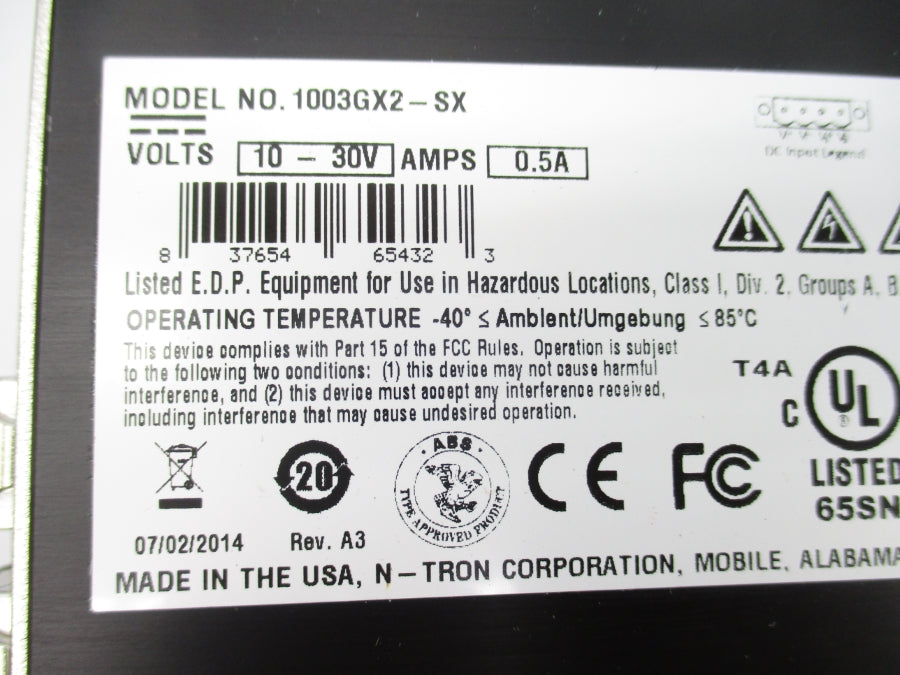 MODEL NO. 1003GX2-SX
VOLTS 10 - 30V AMPS 0.5A
8 37654 65432 3
DC Input Legend
Listed E.D.P. Equipment for Use in Hazardous Locations, Class I, Div. 2, Groups A, B
OPERATING TEMPERATURE -40° ≤ Ambient/Umgebung ≤ 85°C
This device complies with Part 15 of the FCC Rules. Operation is subject
to the following two conditions: (1) this device may not cause harmful
interference, and (2) this device must accept any interference received,
including interference that may cause undesired operation.
T4A
C UL
LISTED
65SN
20
ABS
TYPE APPROVED PRODUCT
CE FC
07/02/2014 Rev. A3
MADE IN THE USA, N-TRON CORPORATION, MOBILE, ALABAMA